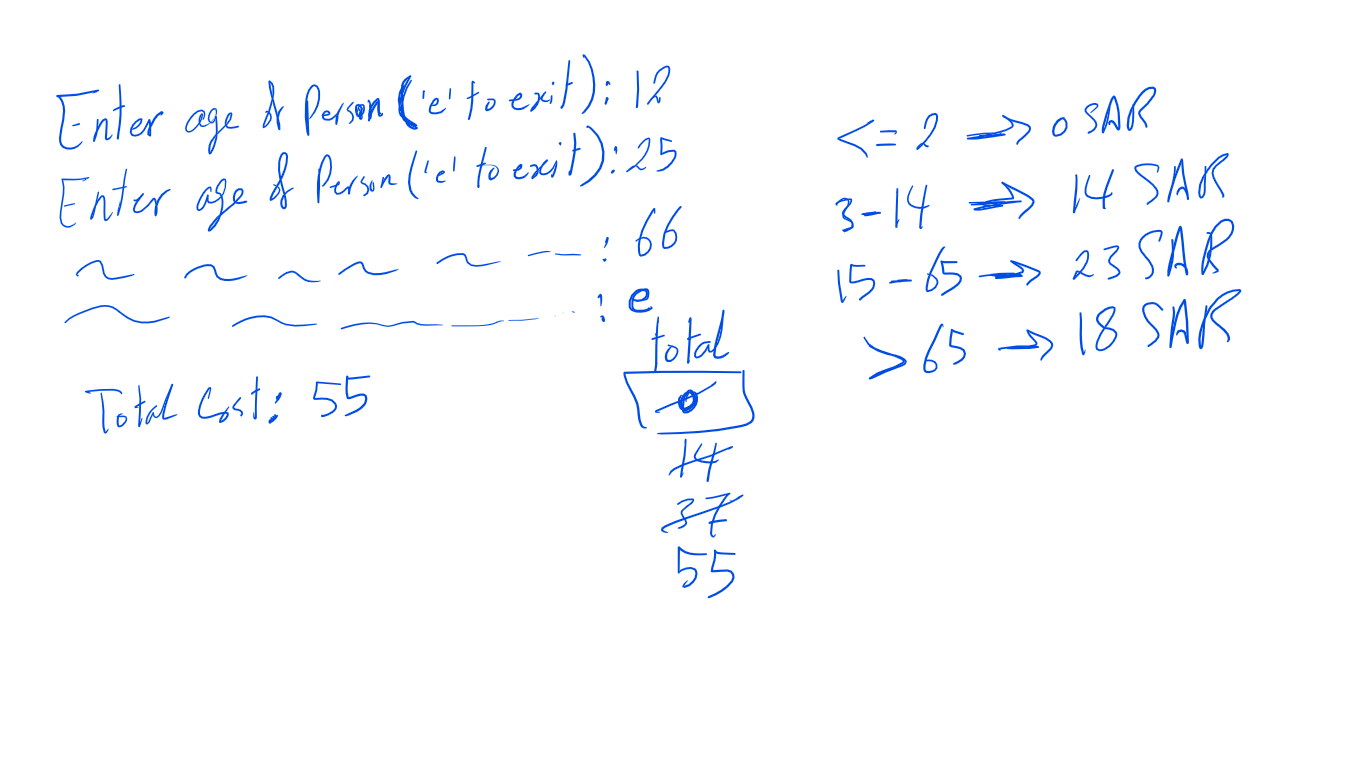 Enter age of Person ('e' to exit): 12
Enter age of Person ('e' to exit): 25
: 66
: e
Total Cost: 55
total
0
14
37
55
<= 2 → 0 SAR
3-14 → 14 SAR
15-65 → 23 SAR
> 65 → 18 SAR